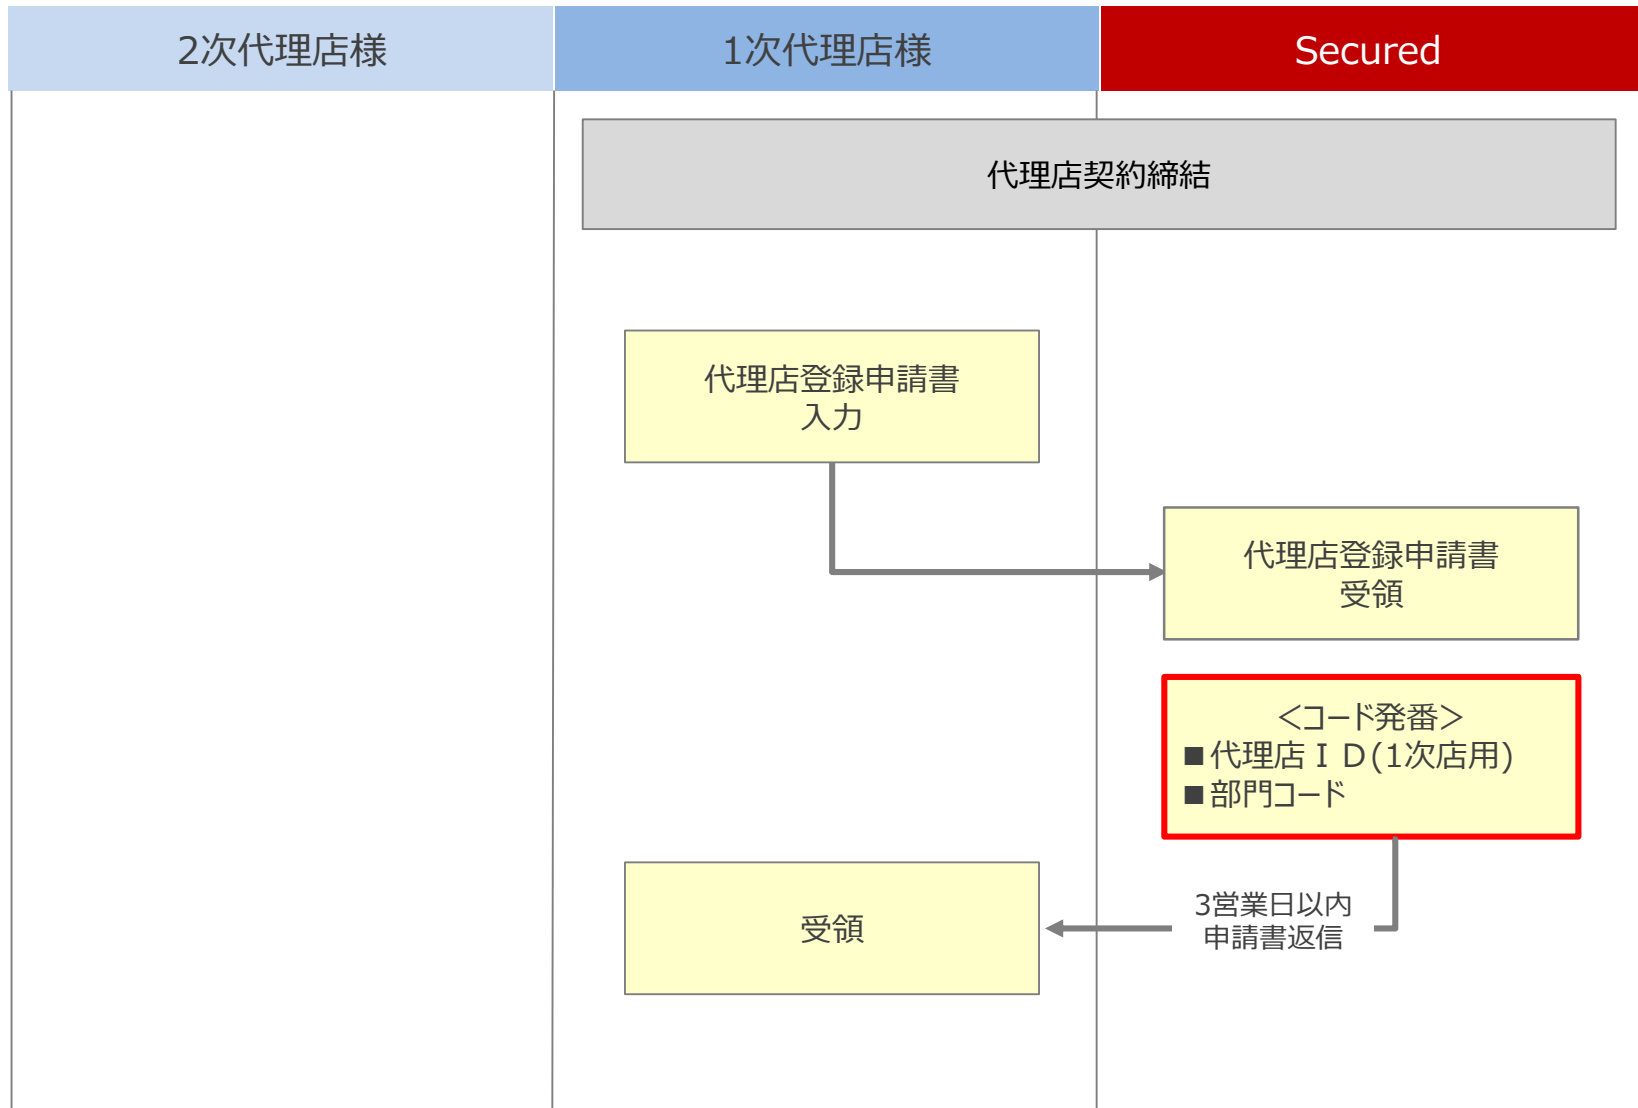 2次代理店様
1次代理店様
Secured
代理店契約締結
代理店登録申請書
入力
代理店登録申請書
受領
＜コード発番＞
■代理店ＩＤ(1次店用)
■部門コード
3営業日以内
申請書返信
受領